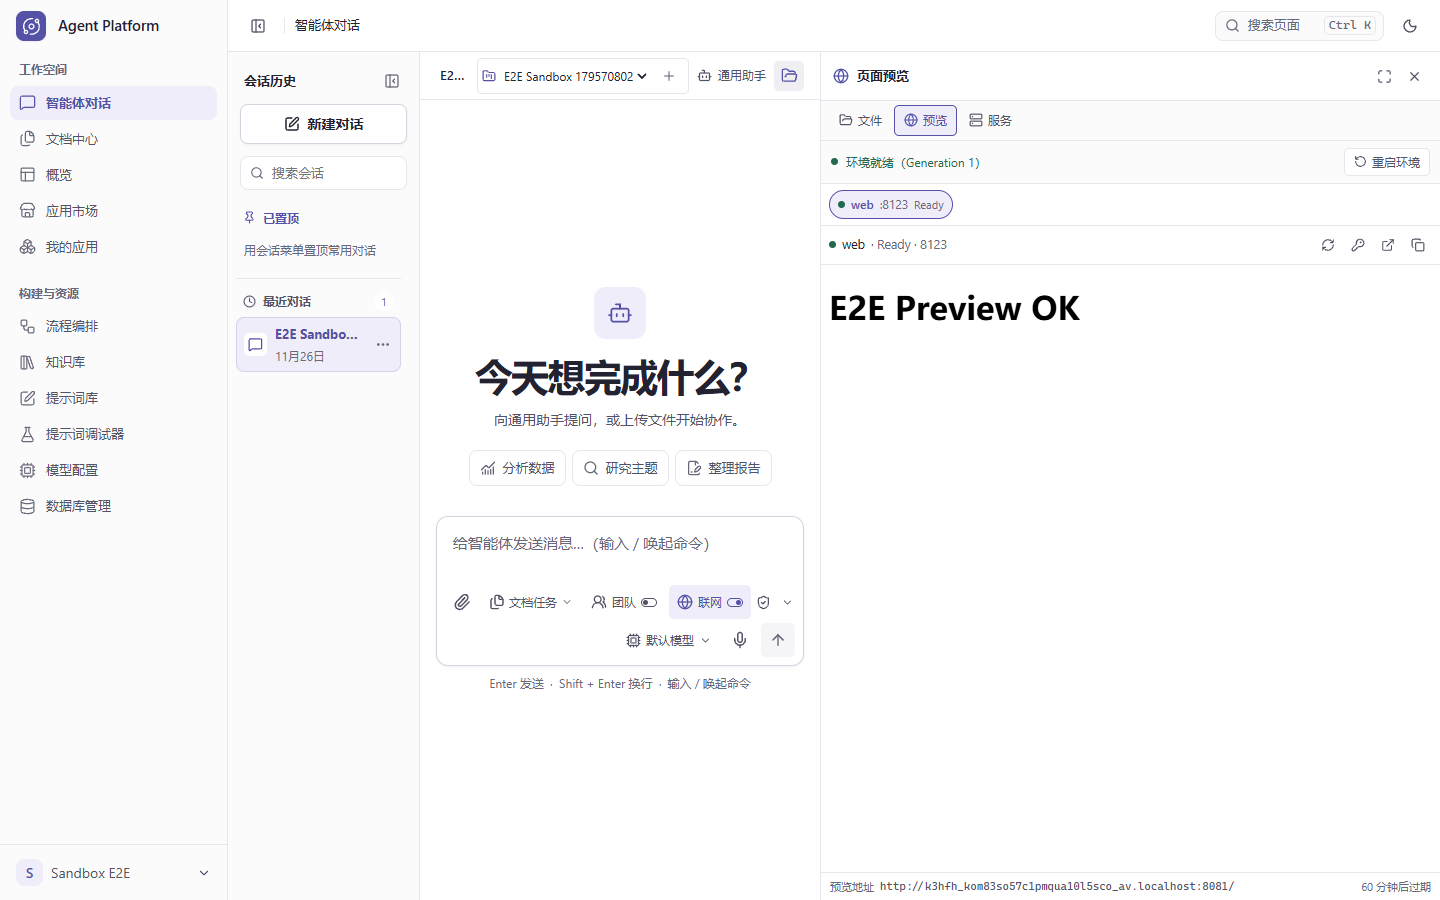 Agent Platform
工作空间
智能体对话
文档中心
概览
应用市场
我的应用
构建与资源
流程编排
知识库
提示词库
提示词调试器
模型配置
数据库管理
S
Sandbox E2E
智能体对话
搜索页面
Ctrl K
会话历史
新建对话
搜索会话
已置顶
用会话菜单置顶常用对话
最近对话
1
E2E Sandbo...
11月26日
E2...
E2E Sandbox 179570802
通用助手
今天想完成什么？
向通用助手提问，或上传文件开始协作。
分析数据
研究主题
整理报告
给智能体发送消息...（输入 / 唤起命令）
文档任务
团队
联网
默认模型
Enter 发送 · Shift + Enter 换行 · 输入 / 唤起命令
页面预览
文件
预览
服务
环境就绪（Generation 1）
重启环境
web :8123 Ready
web · Ready · 8123
E2E Preview OK
预览地址 http://k3hfh_kom83so57c1pmqua10l5sco_av.localhost:8081/
60 分钟后过期